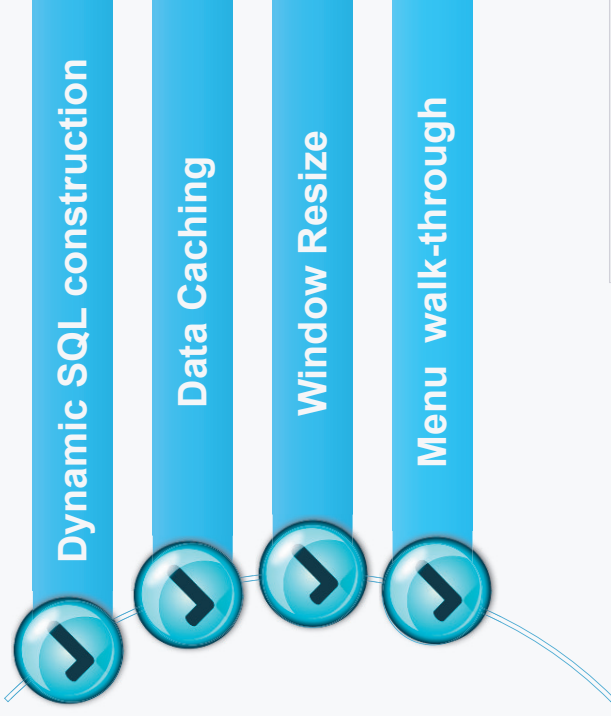 Dynamic SQL construction
Data Caching
Window Resize
Menu walk-through